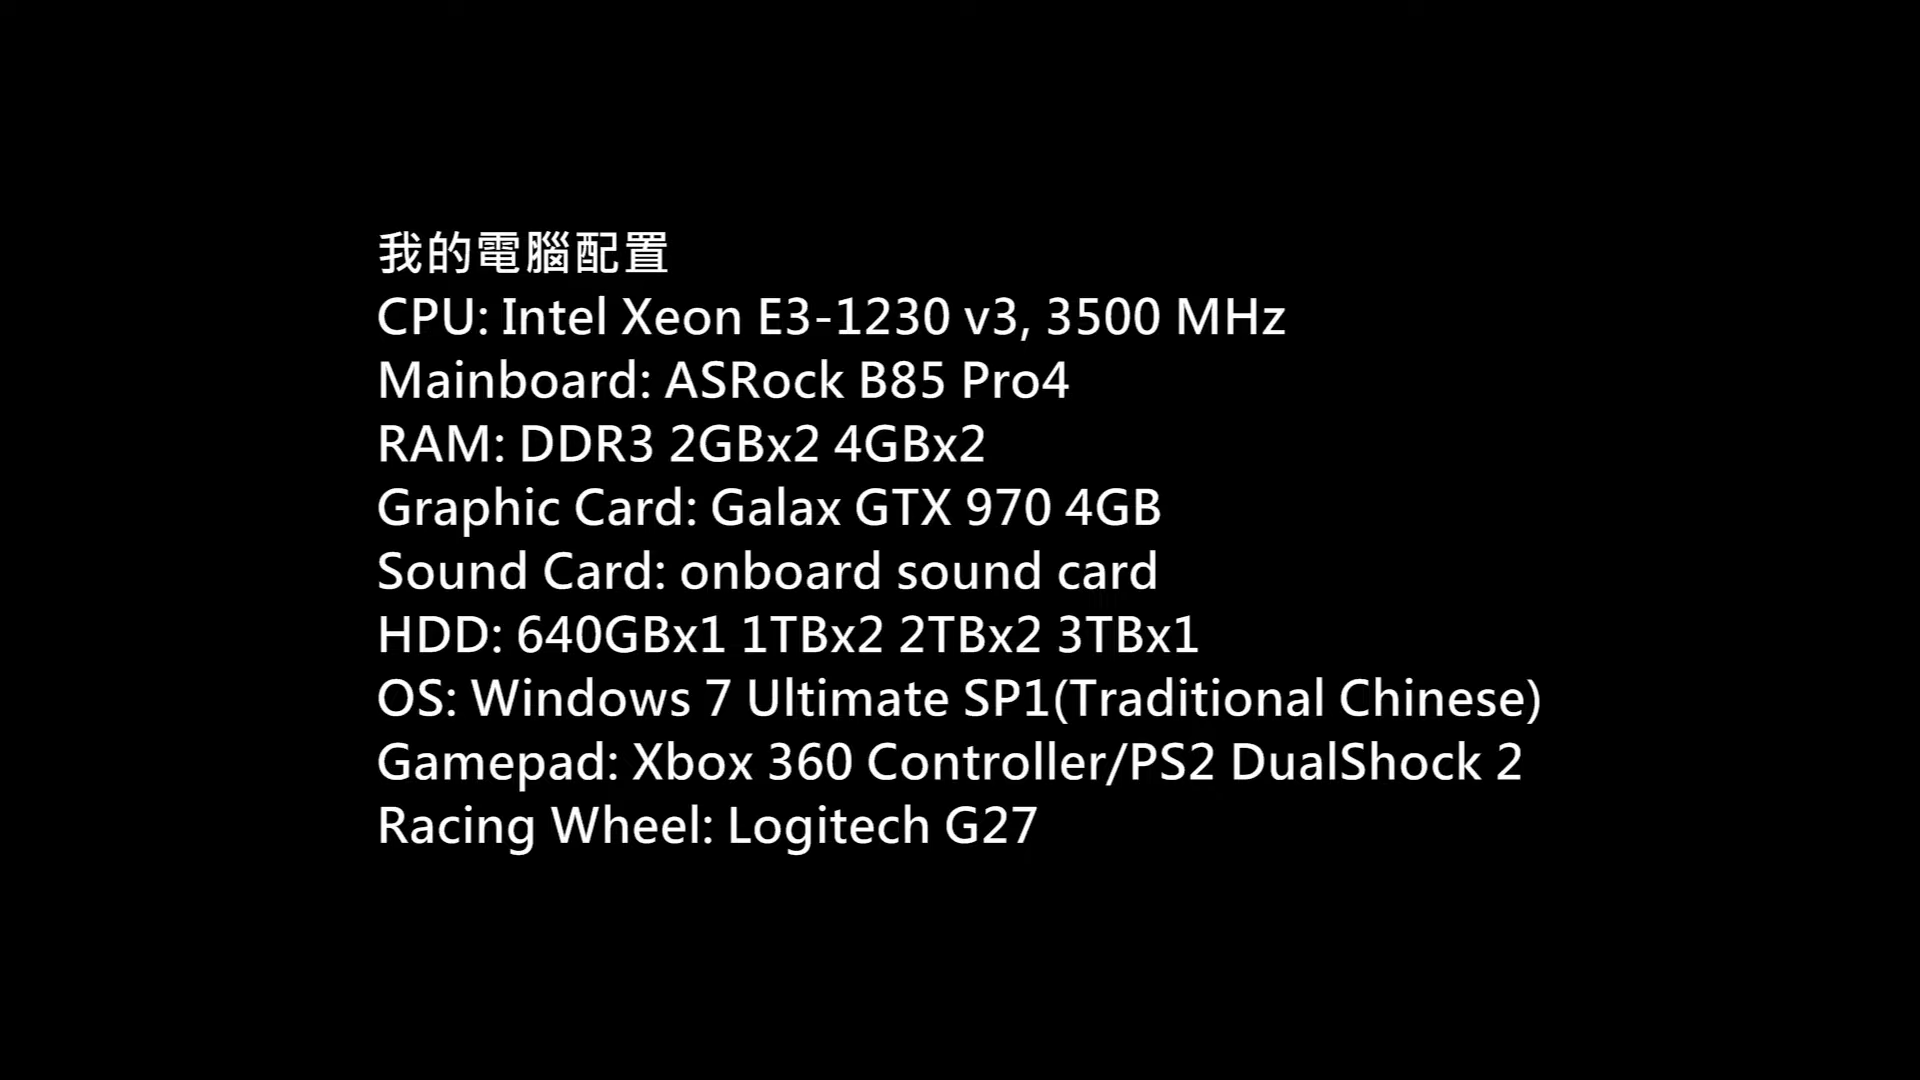 我的電腦配置
CPU: Intel Xeon E3-1230 v3, 3500 MHz
Mainboard: ASRock B85 Pro4
RAM: DDR3 2GBx2 4GBx2
Graphic Card: Galax GTX 970 4GB
Sound Card: onboard sound card
HDD: 640GBx1 1TBx2 2TBx2 3TBx1
OS: Windows 7 Ultimate SP1(Traditional Chinese)
Gamepad: Xbox 360 Controller/PS2 DualShock 2
Racing Wheel: Logitech G27